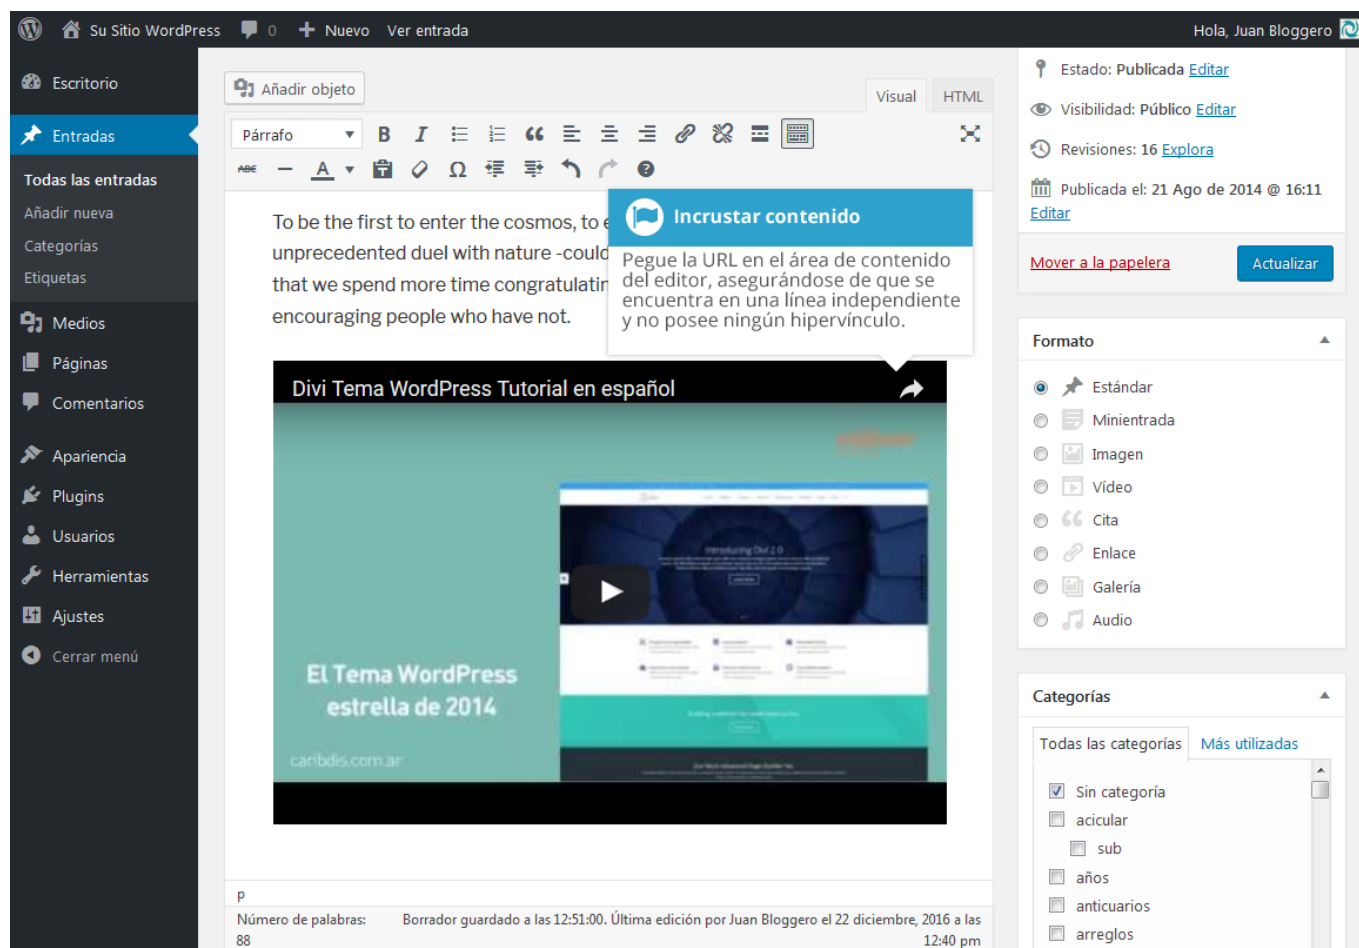 Su Sitio WordPress 0 Nuevo Ver entrada Hola, Juan Bloggero
Escritorio
Entradas
Todas las entradas
Añadir nueva
Categorías
Etiquetas
Medios
Páginas
Comentarios
Apariencia
Plugins
Usuarios
Herramientas
Ajustes
Cerrar menú
Añadir objeto
Visual HTML
Párrafo
B I
ABC A Ω
To be the first to enter the cosmos, to e
unprecedented duel with nature -could
that we spend more time congratulatin
encouraging people who have not.
Incrustar contenido
Pegue la URL en el área de contenido
del editor, asegurándose de que se
encuentra en una línea independiente
y no posee ningún hipervínculo.
Divi Tema WordPress Tutorial en español
Introducing Divi 2.0
El Tema WordPress
estrella de 2014
caribdis.com.ar
p
Número de palabras:
88
Borrador guardado a las 12:51:00. Última edición por Juan Bloggero el 22 diciembre, 2016 a las
12:40 pm
Estado: Publicada Editar
Visibilidad: Público Editar
Revisiones: 16 Explora
Publicada el: 21 Ago de 2014 @ 16:11
Editar
Mover a la papelera Actualizar
Formato
Estándar
Minientrada
Imagen
Vídeo
Cita
Enlace
Galería
Audio
Categorías
Todas las categorías Más utilizadas
Sin categoría
acicular
sub
años
anticuarios
arreglos